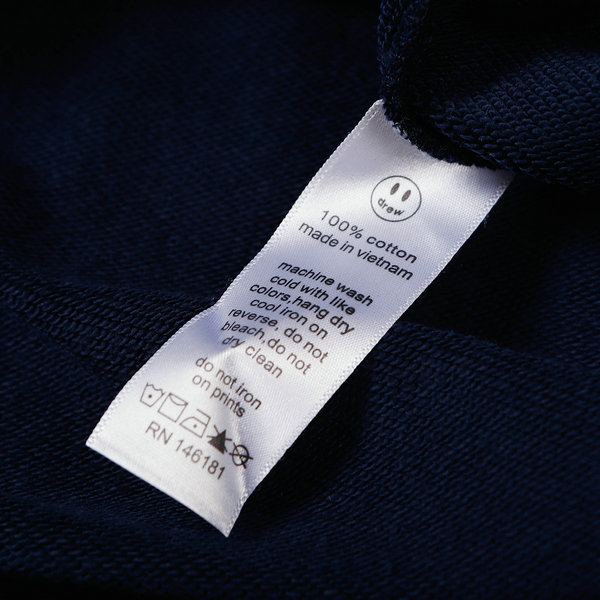 drew
100% cotton
made in vietnam
machine wash
cold with like
colors,hang dry
cool iron on
reverse, do not
bleach,do not
dry clean
do not iron
on prints
RN 146181